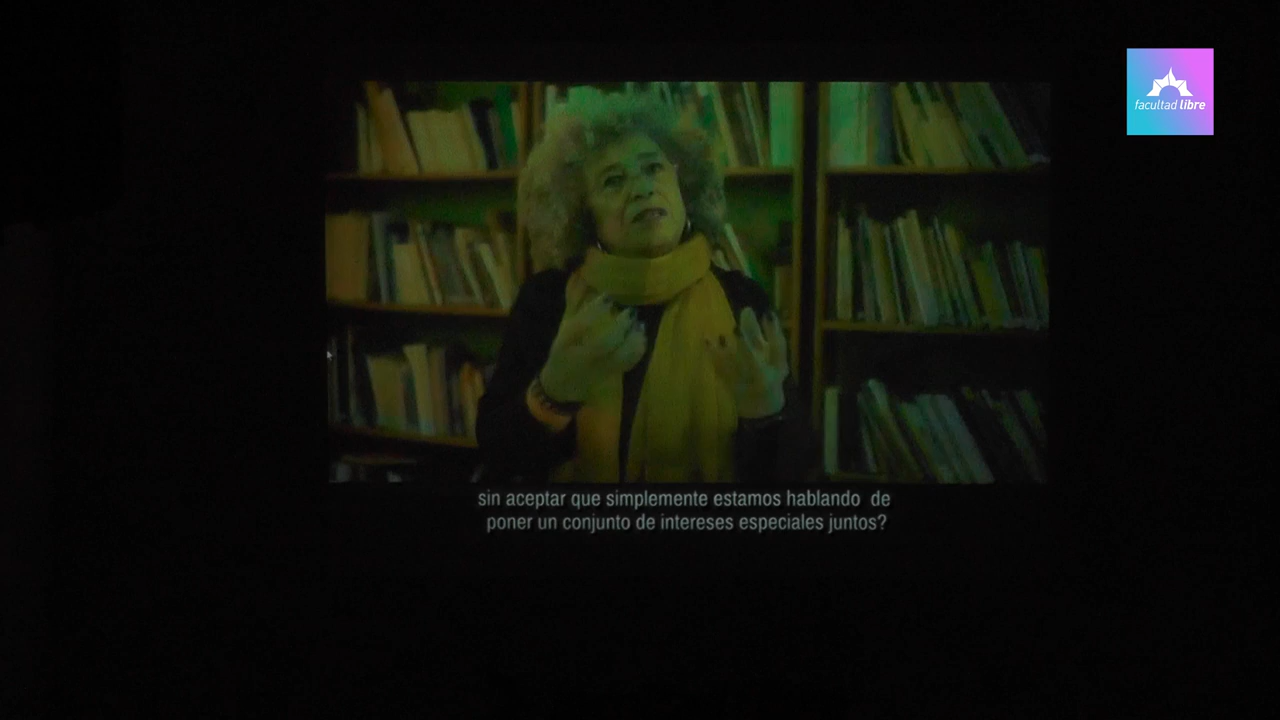 facultad libre
sin aceptar que simplemente estamos hablando  de
poner un conjunto de intereses especiales juntos?